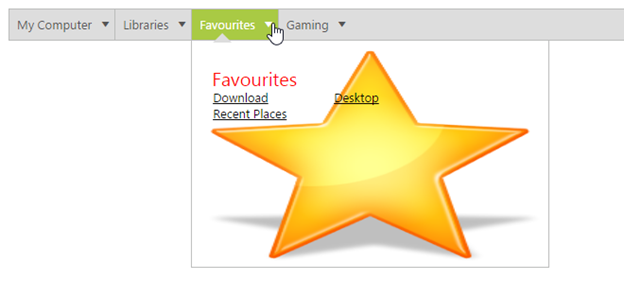 My Computer Libraries Favourites Gaming
Favourites
Download Desktop
Recent Places